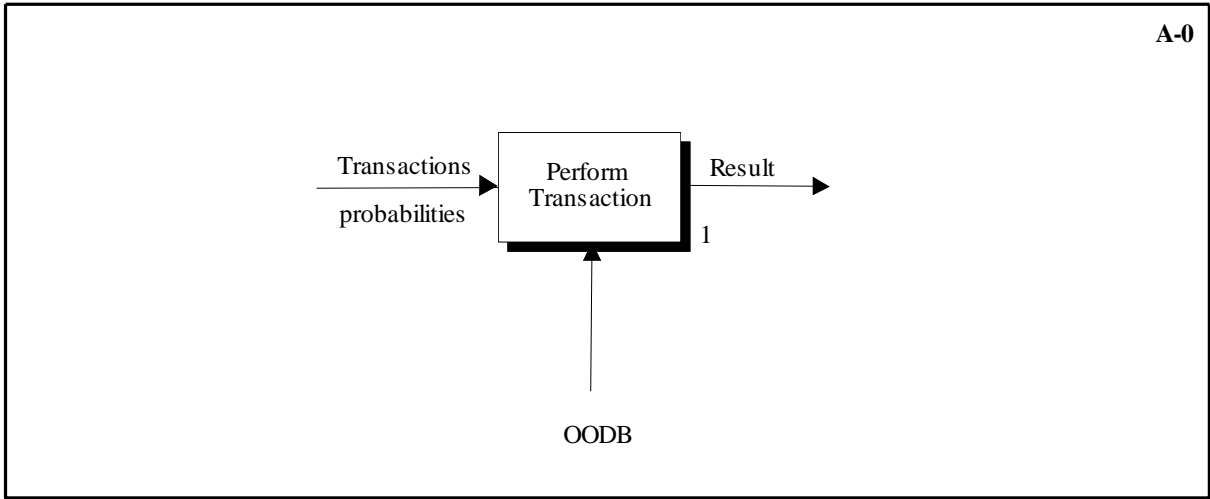 A-0
Transactions
probabilities
Perform
Transaction
Result
1
OODB